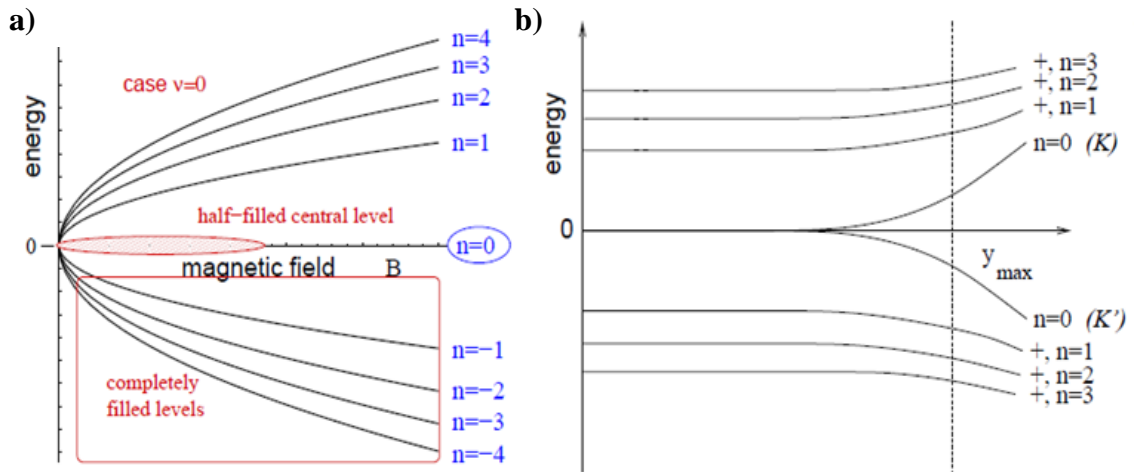 a)
n=4
n=3
n=2
n=1
case ν=0
energy
half-filled central level
0
n=0
magnetic field B
n=-1
n=-2
n=-3
n=-4
completely
filled levels
b)
energy
+, n=3
+, n=2
+, n=1
n=0 (K)
0
y max
n=0 (K')
+, n=1
+, n=2
+, n=3